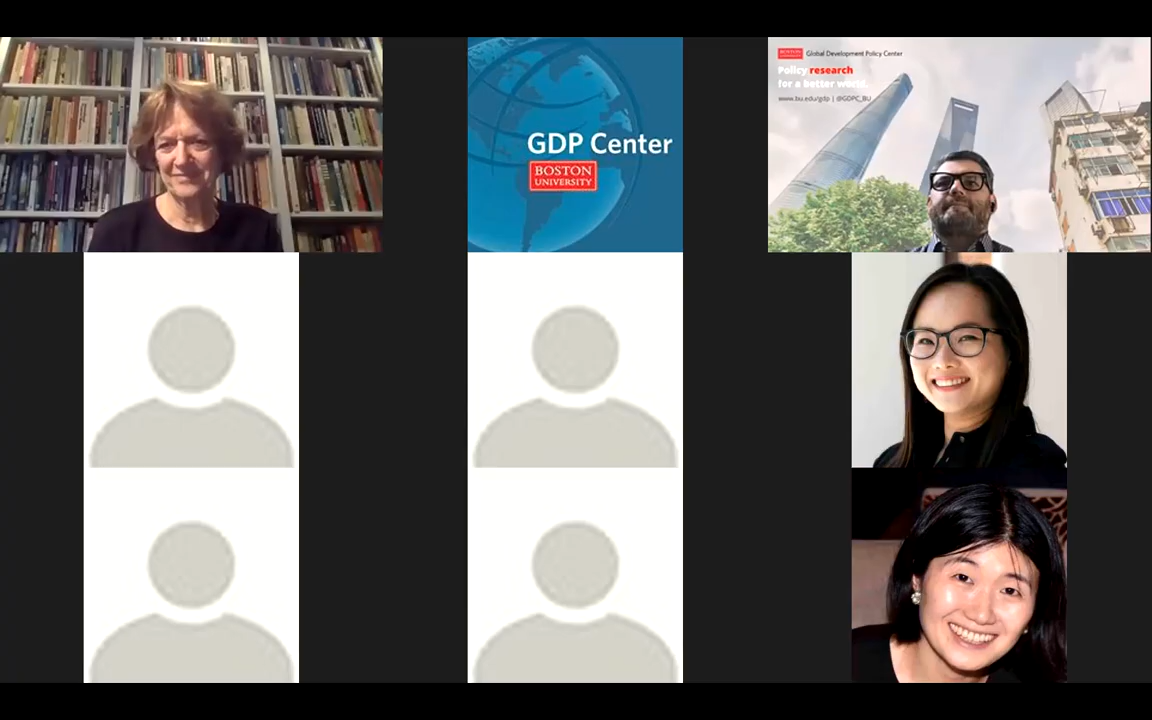 GDP Center
BOSTON
UNIVERSITY
BOSTON
UNIVERSITY
Global Development Policy Center
Policy research
for a better world.
www.bu.edu/gdp | @GDPC_BU